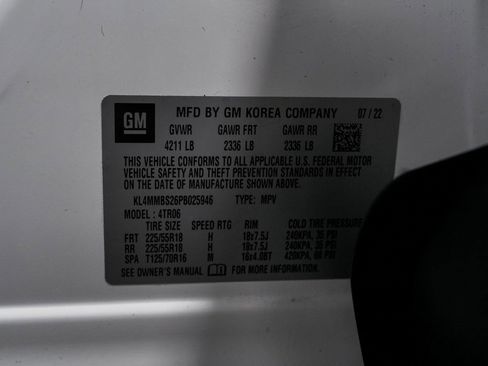 GM
MFD BY GM KOREA COMPANY 07/22
GVWR GAWR FRT GAWR RR
4211 LB 2336 LB 2336 LB
THIS VEHICLE CONFORMS TO ALL APPLICABLE U.S. FEDERAL MOTOR
VEHICLE SAFETY AND THEFT PREVENTION STANDARDS IN EFFECT ON
THE DATE OF MANUFACTURE SHOWN ABOVE.
KL4MMBS26PB025946 TYPE: MPV
MODEL : 4TR06
TIRE SIZE SPEED RTG RIM COLD TIRE PRESSURE
FRT 225/55R18 H 18x7.5J 240KPA, 35 PSI
RR 225/55R18 H 18x7.5J 240KPA, 35 PSI
SPA T125/70R16 M 16x4.0BT 420KPA, 60 PSI
SEE OWNER'S MANUAL FOR MORE INFORMATION.